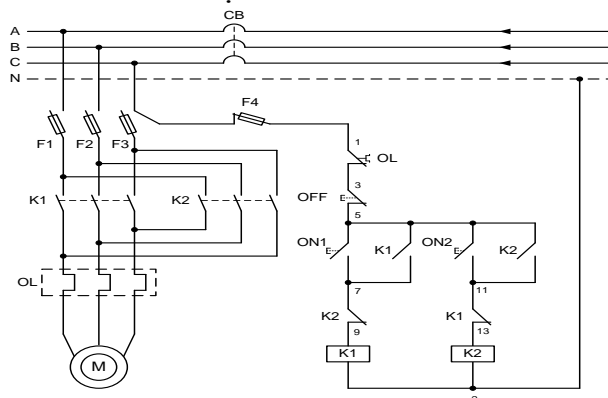 CB
A
B
C
N
F4
F1 F2 F3
1
OL
3
OFF
5
K1 K2
ON1 K1 ON2 K2
OL
7 11
K2 K1
9 13
K1 K2
M